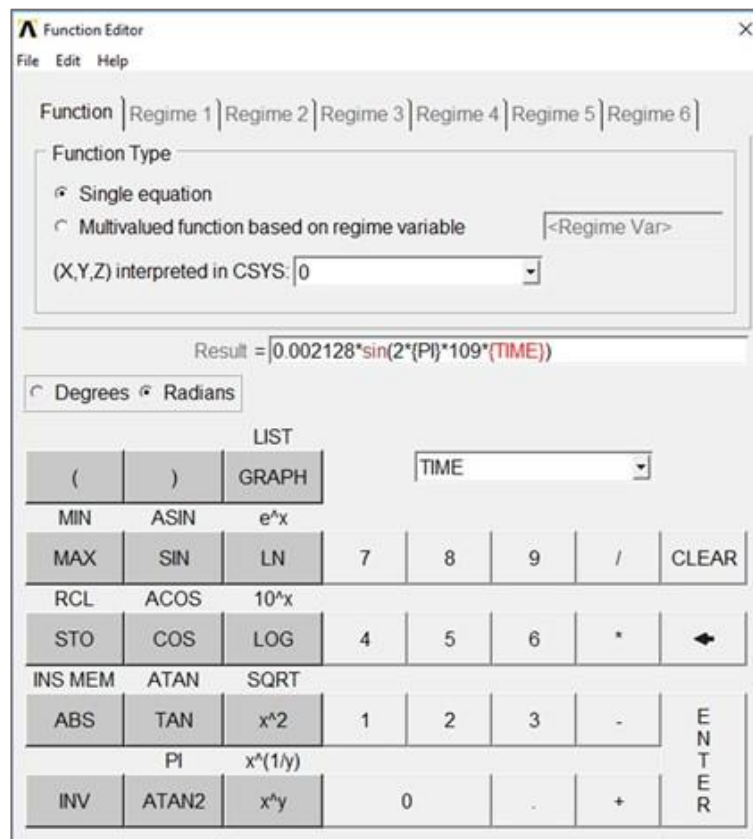 Function Editor
File Edit Help
Function Regime 1 Regime 2 Regime 3 Regime 4 Regime 5 Regime 6
Function Type
Single equation
Multivalued function based on regime variable <Regime Var>
(X,Y,Z) interpreted in CSYS: 0
Result = 0.002128*sin(2*{PI}*109*{TIME})
Degrees Radians
LIST
( ) GRAPH TIME
MIN ASIN e^x
MAX SIN LN 7 8 9 / CLEAR
RCL ACOS 10^x
STO COS LOG 4 5 6 *
INS MEM ATAN SQRT
ABS TAN x^2 1 2 3 - ENTER
PI x^(1/y)
INV ATAN2 x^y 0 . +